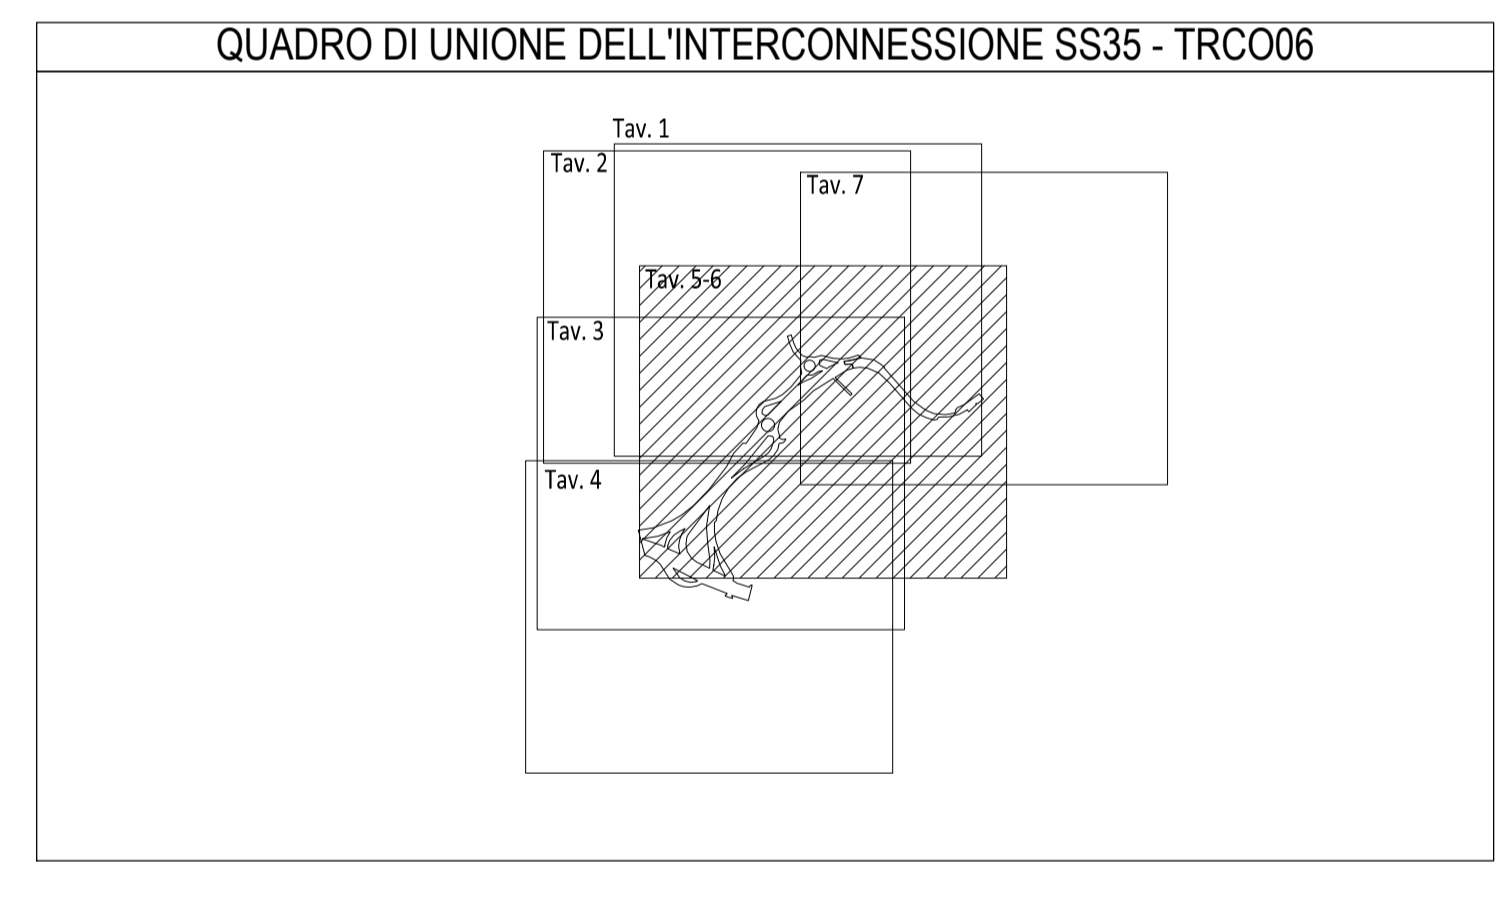 QUADRO DI UNIONE DELL'INTERCONNESSIONE SS35 - TRCO06
Tav. 1
Tav. 2
Tav. 7
Tav. 5-6
Tav. 3
Tav. 4